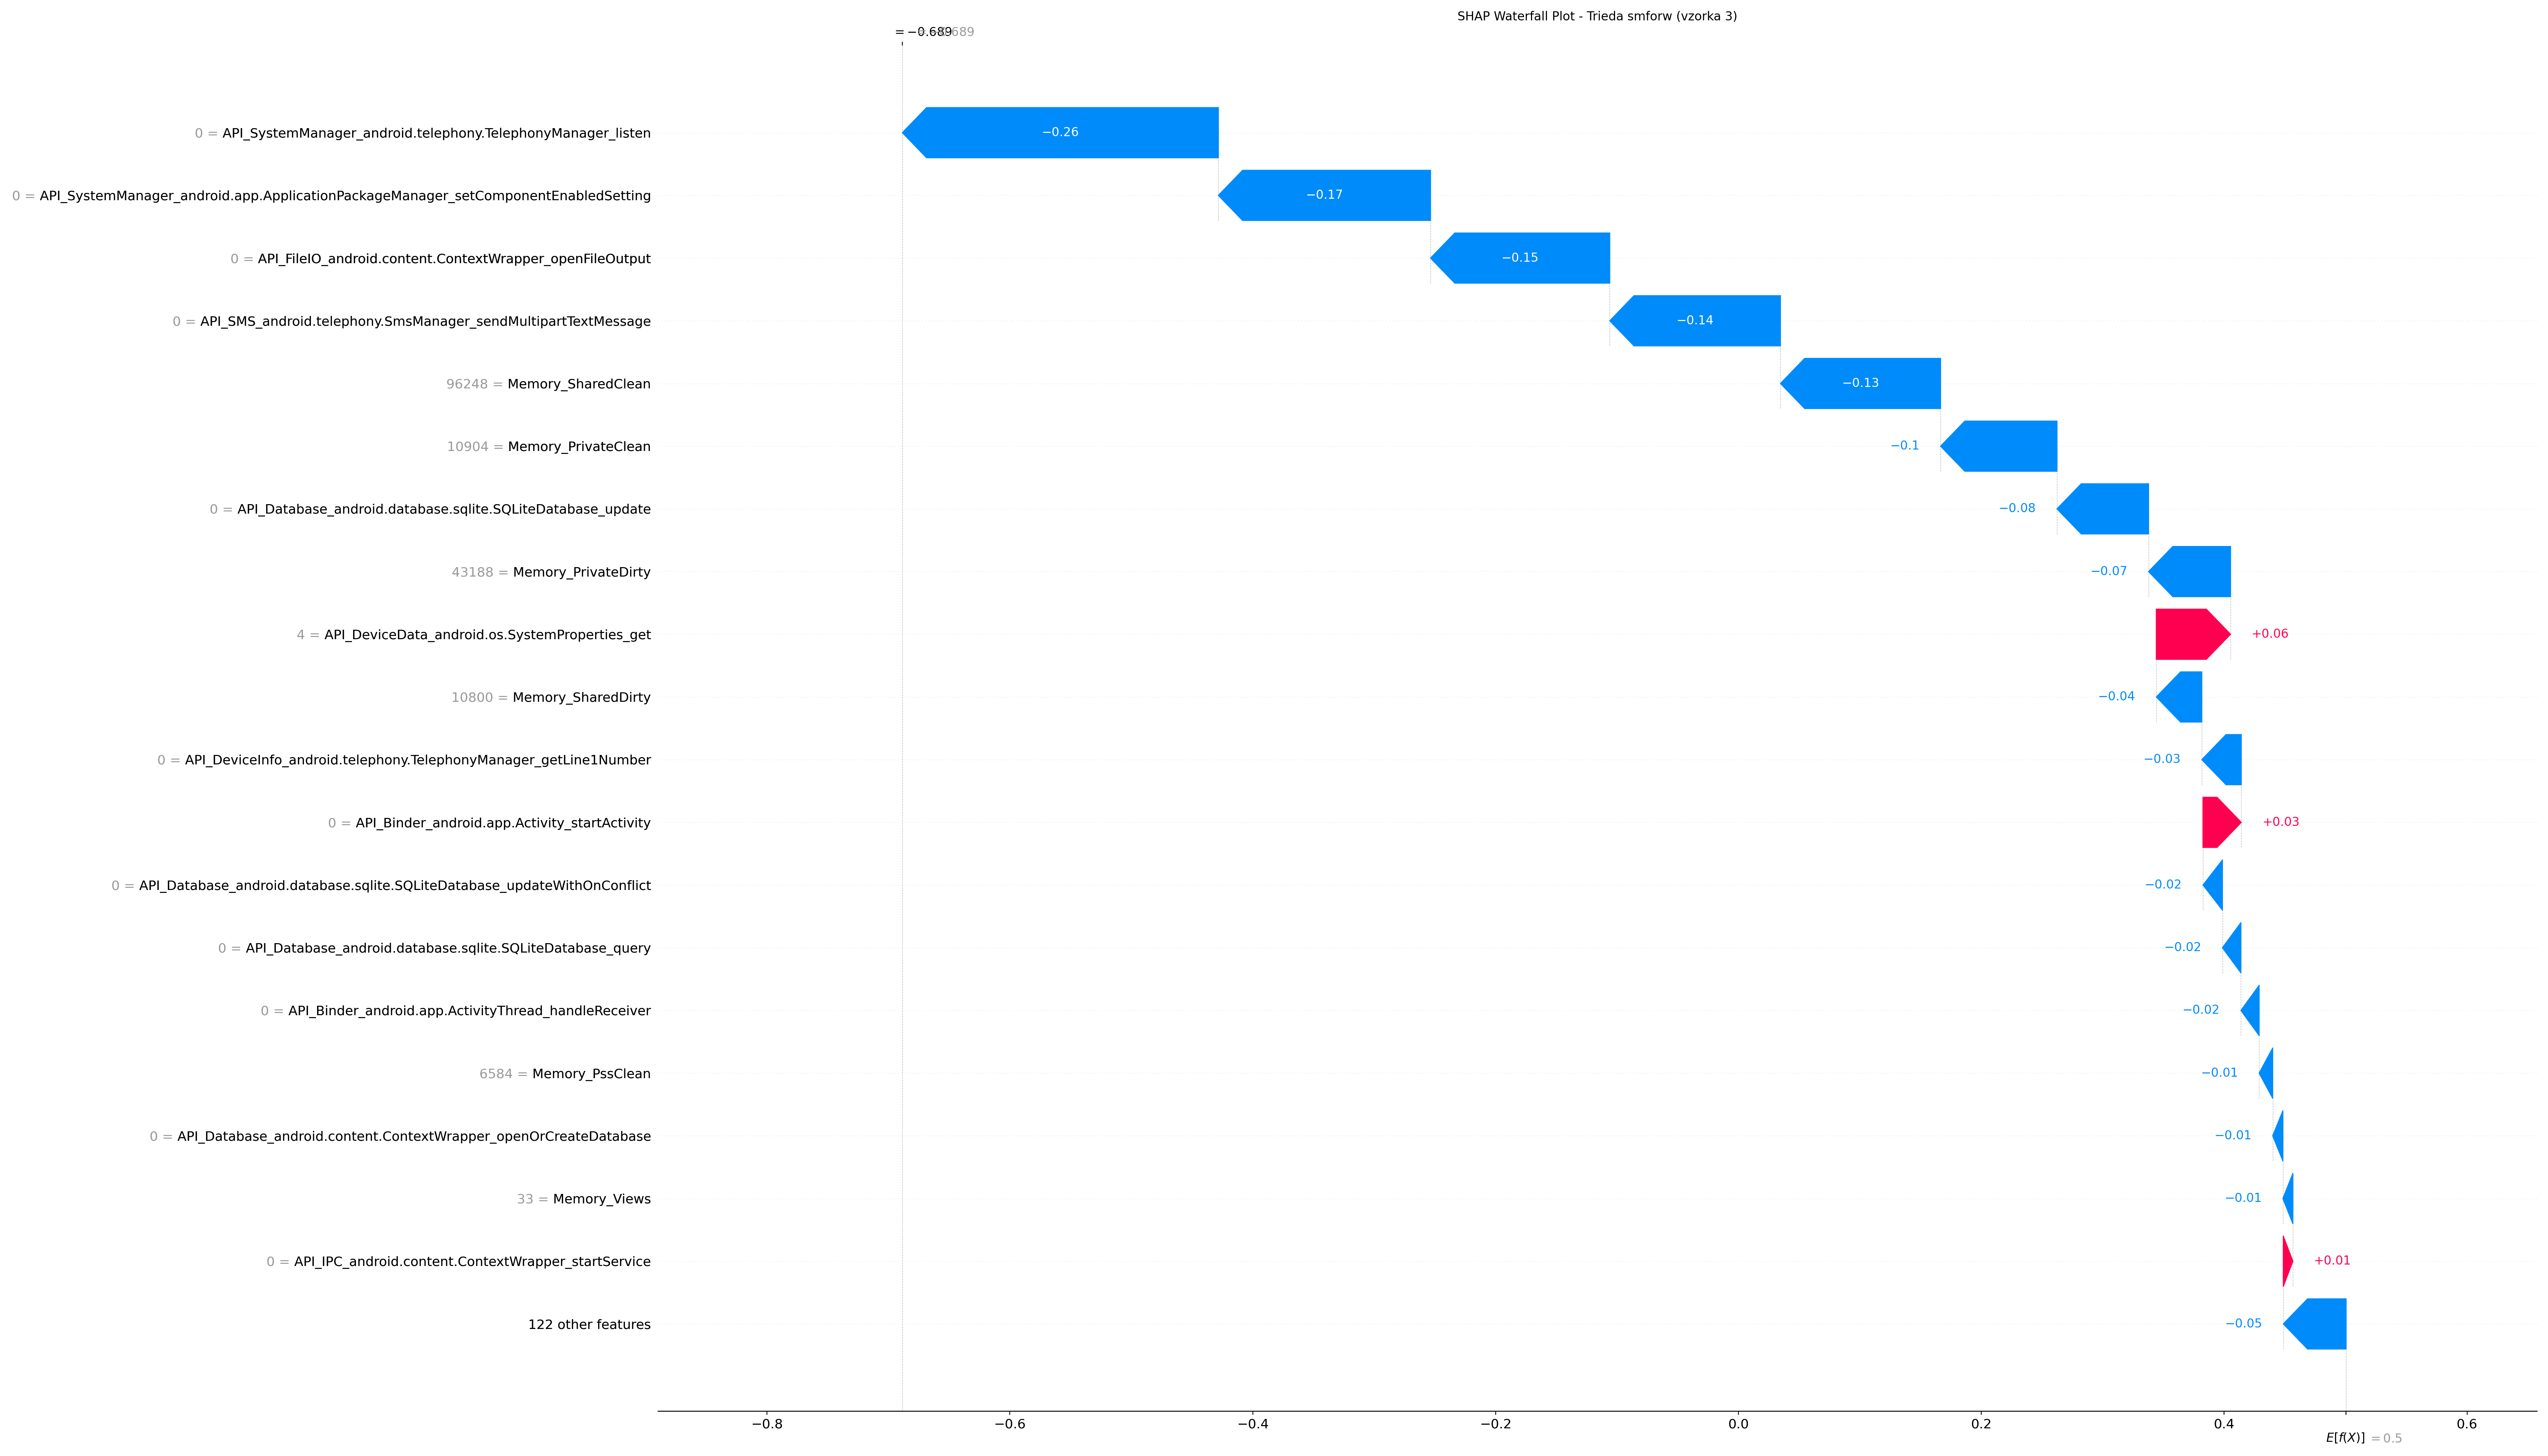 SHAP Waterfall Plot - Trieda smforw (vzorka 3)
= −0.689
0 = API_SystemManager_android.telephony.TelephonyManager_listen
−0.26
0 = API_SystemManager_android.app.ApplicationPackageManager_setComponentEnabledSetting
−0.17
0 = API_FileIO_android.content.ContextWrapper_openFileOutput
−0.15
0 = API_SMS_android.telephony.SmsManager_sendMultipartTextMessage
−0.14
96248 = Memory_SharedClean
−0.13
10904 = Memory_PrivateClean
−0.1
0 = API_Database_android.database.sqlite.SQLiteDatabase_update
−0.08
43188 = Memory_PrivateDirty
−0.07
4 = API_DeviceData_android.os.SystemProperties_get
+0.06
10800 = Memory_SharedDirty
−0.04
0 = API_DeviceInfo_android.telephony.TelephonyManager_getLine1Number
−0.03
0 = API_Binder_android.app.Activity_startActivity
+0.03
0 = API_Database_android.database.sqlite.SQLiteDatabase_updateWithOnConflict
−0.02
0 = API_Database_android.database.sqlite.SQLiteDatabase_query
−0.02
0 = API_Binder_android.app.ActivityThread_handleReceiver
−0.02
6584 = Memory_PssClean
−0.01
0 = API_Database_android.content.ContextWrapper_openOrCreateDatabase
−0.01
33 = Memory_Views
−0.01
0 = API_IPC_android.content.ContextWrapper_startService
+0.01
122 other features
−0.05
−0.8 −0.6 −0.4 −0.2 0.0 0.2 0.4 0.6
E[f(X)] = 0.5